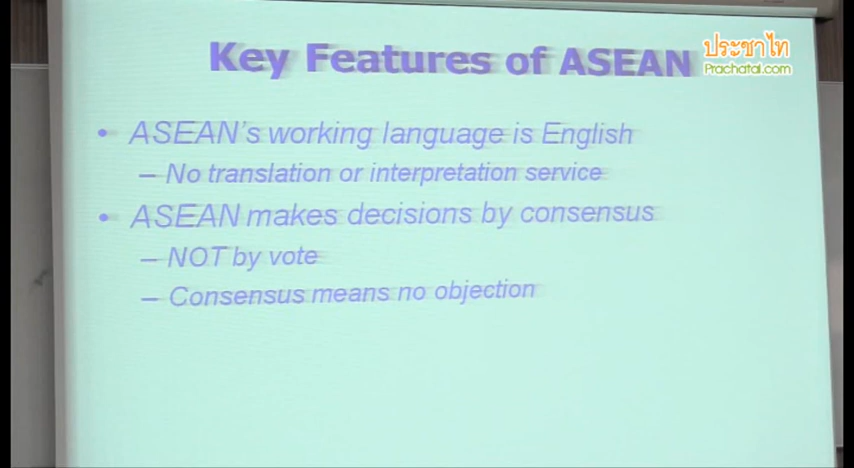 Key Features of ASEAN
ประชาไท
Prachatai.com
• ASEAN's working language is English
– No translation or interpretation service
• ASEAN makes decisions by consensus
– NOT by vote
– Consensus means no objection